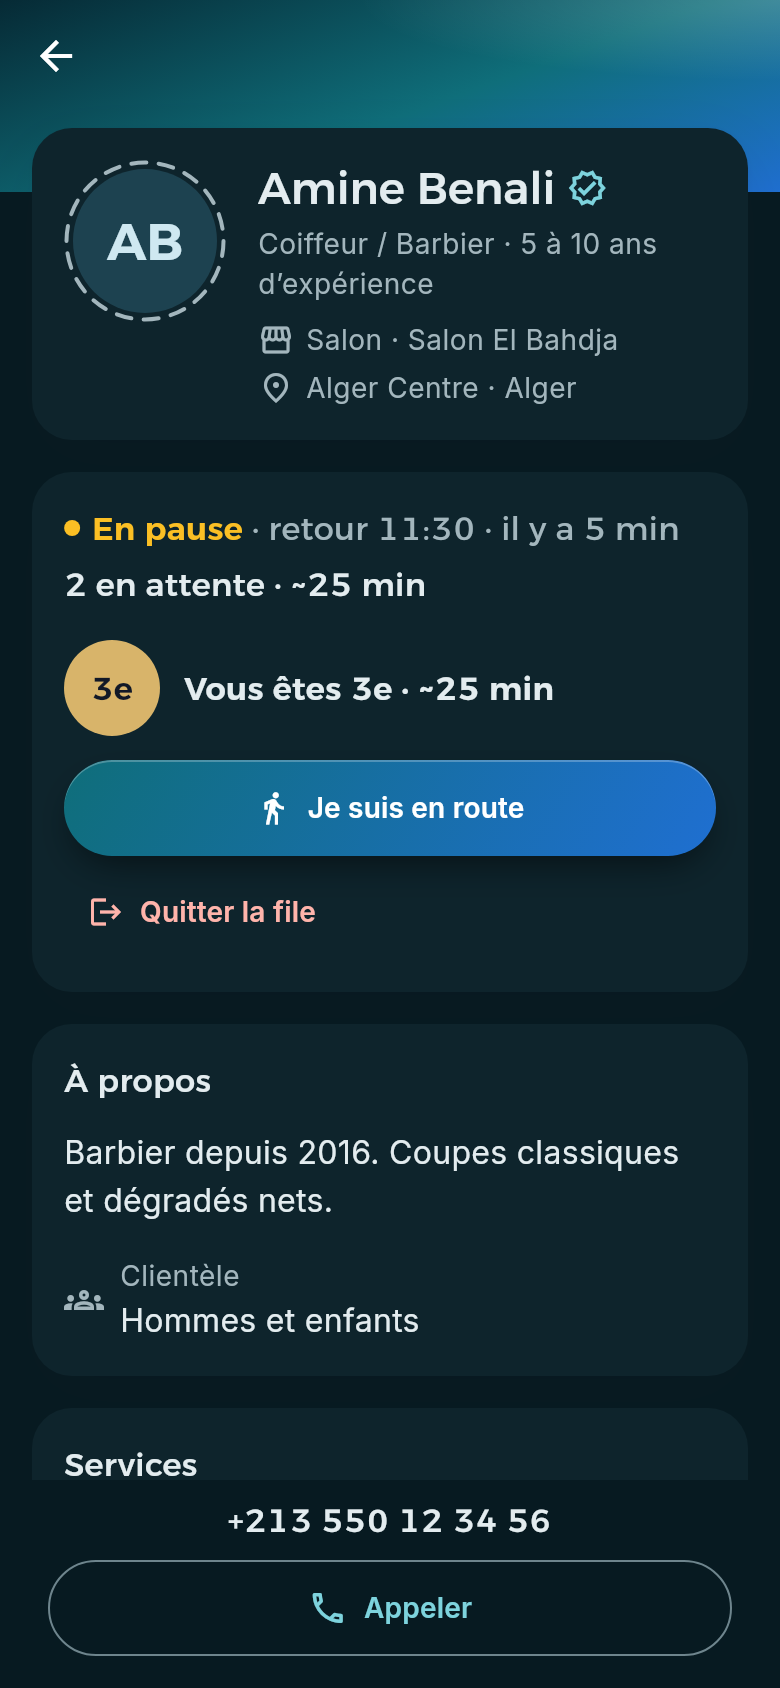 Amine Benali
AB
Coiffeur / Barbier · 5 à 10 ans
d’expérience
Salon · Salon El Bahdja
Alger Centre · Alger
En pause · retour 11:30 · il y a 5 min
2 en attente · ~25 min
3e
Vous êtes 3e · ~25 min
Je suis en route
Quitter la file
À propos
Barbier depuis 2016. Coupes classiques
et dégradés nets.
Clientèle
Hommes et enfants
Services
+213 550 12 34 56
Appeler